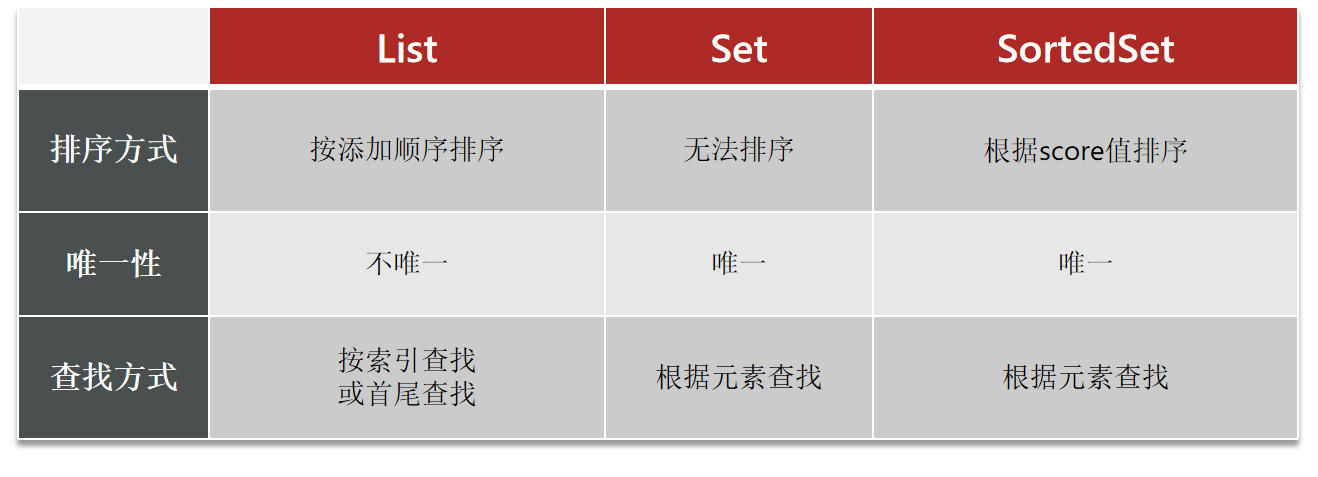 List Set SortedSet
排序方式 按添加顺序排序 无法排序 根据score值排序
唯一性 不唯一 唯一 唯一
查找方式 按索引查找
或首尾查找 根据元素查找 根据元素查找